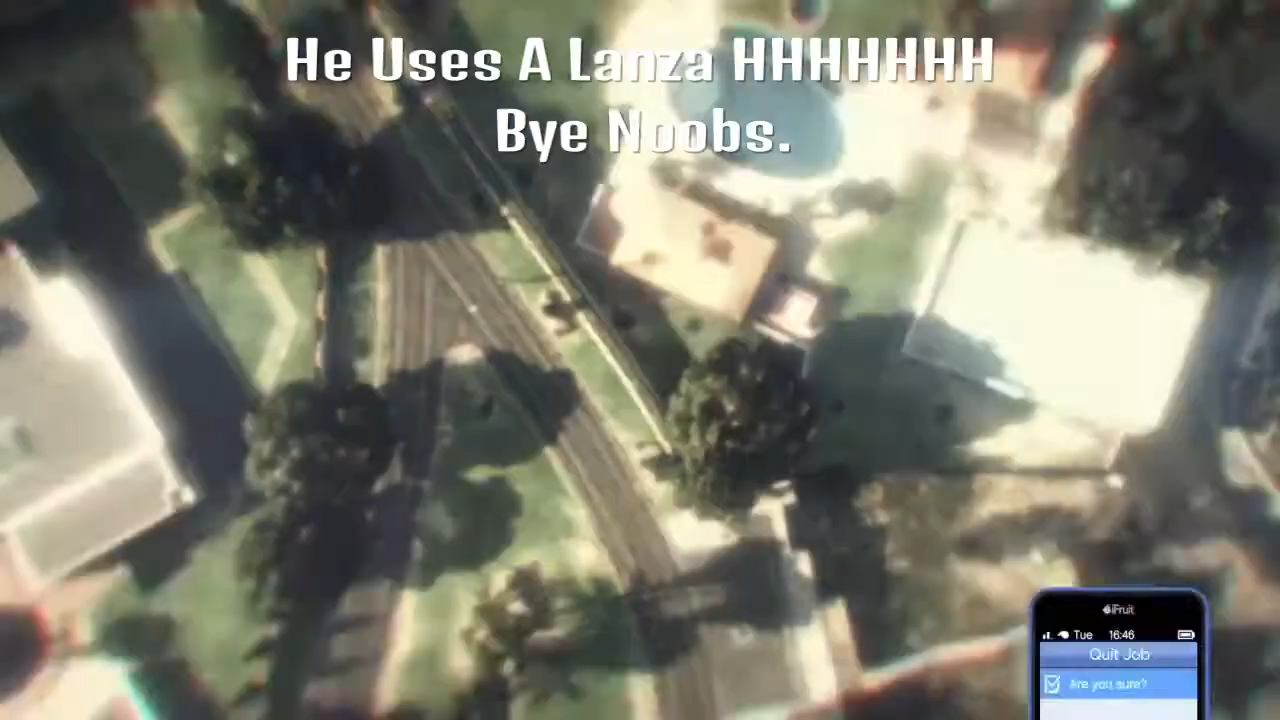 He Uses A Lanza HHHHHHH
Bye Noobs.
iFruit
Tue 16:46
Quit Job
Are you sure?